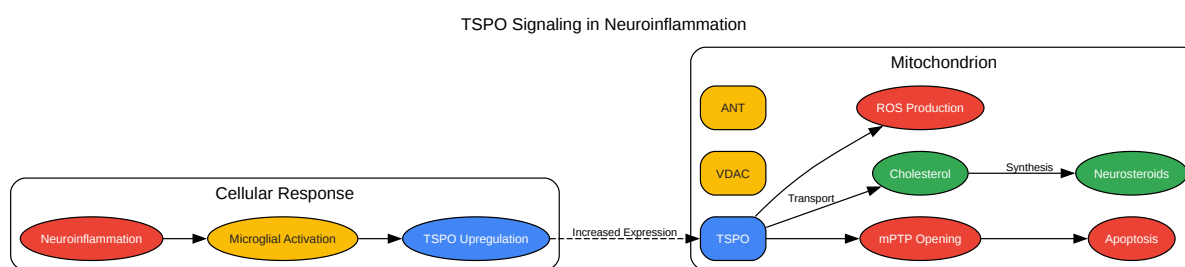 TSPO Signaling in Neuroinflammation
Cellular Response
Neuroinflammation
Microglial Activation
TSPO Upregulation
Increased Expression
Mitochondrion
ANT
ROS Production
VDAC
Cholesterol
Synthesis
Neurosteroids
Transport
TSPO
mPTP Opening
Apoptosis